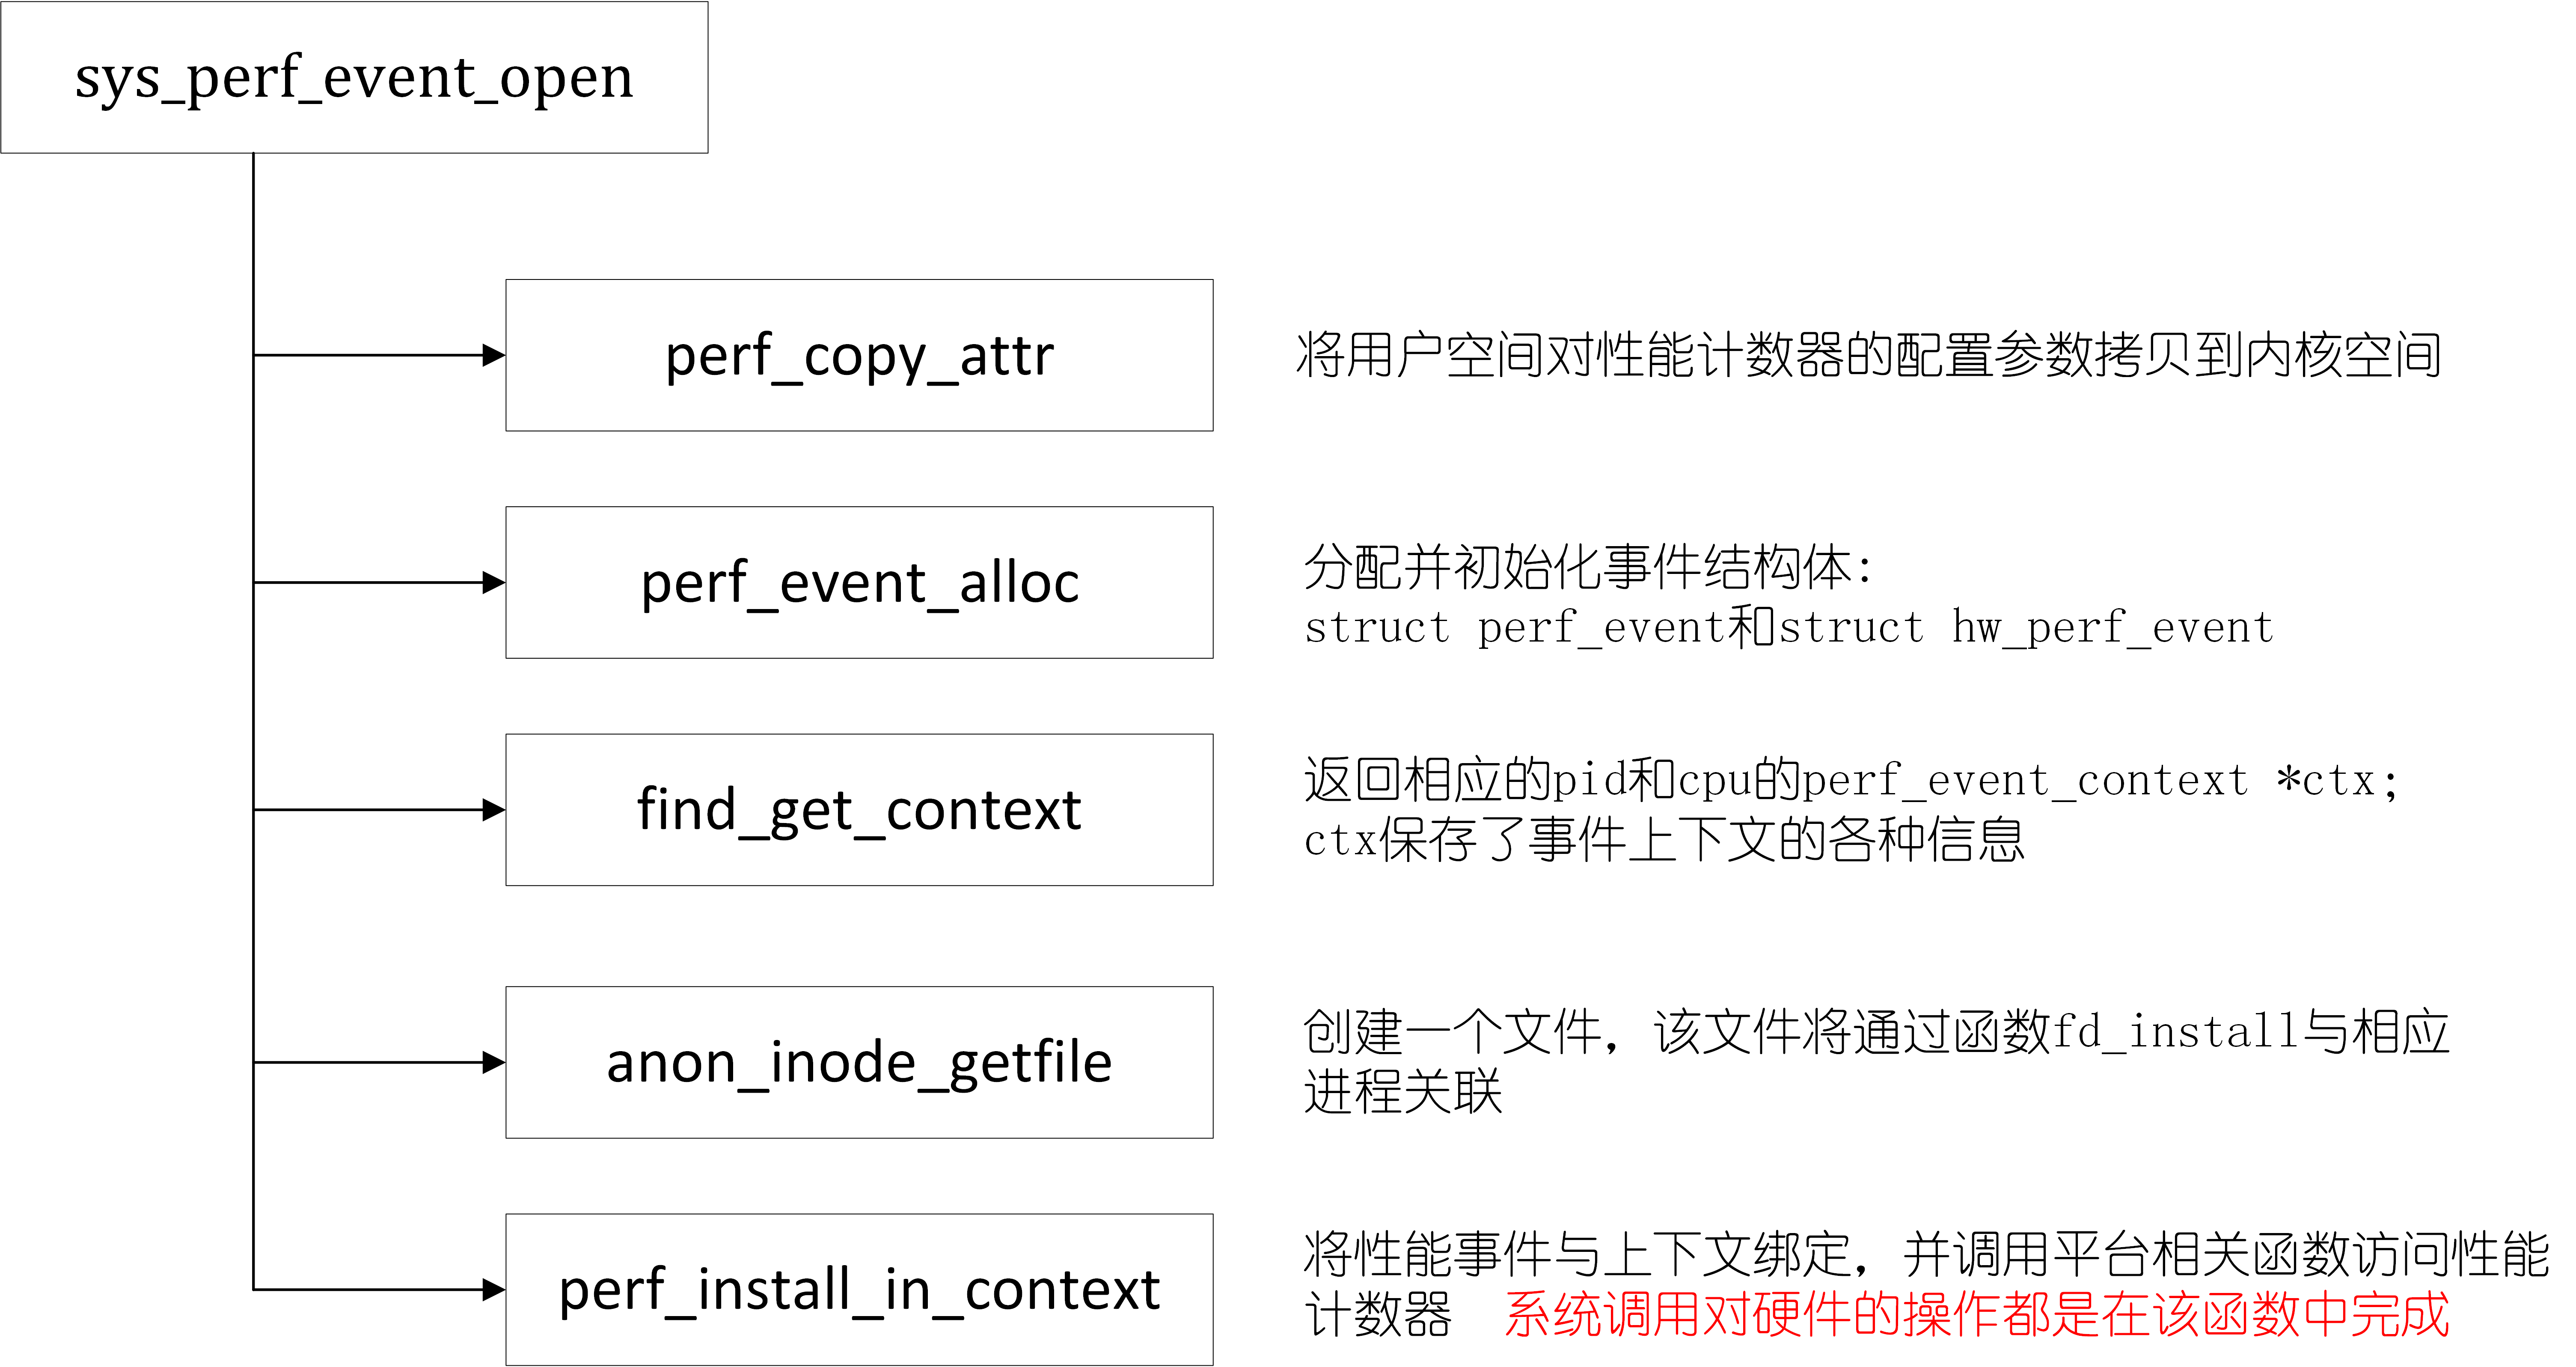 sys_perf_event_open
perf_copy_attr
将用户空间对性能计数器的配置参数拷贝到内核空间
perf_event_alloc
分配并初始化事件结构体:
struct perf_event和struct hw_perf_event
find_get_context
返回相应的pid和cpu的perf_event_context *ctx;
ctx保存了事件上下文的各种信息
anon_inode_getfile
创建一个文件，该文件将通过函数fd_install与相应
进程关联
perf_install_in_context
将性能事件与上下文绑定，并调用平台相关函数访问性能
计数器 系统调用对硬件的操作都是在该函数中完成